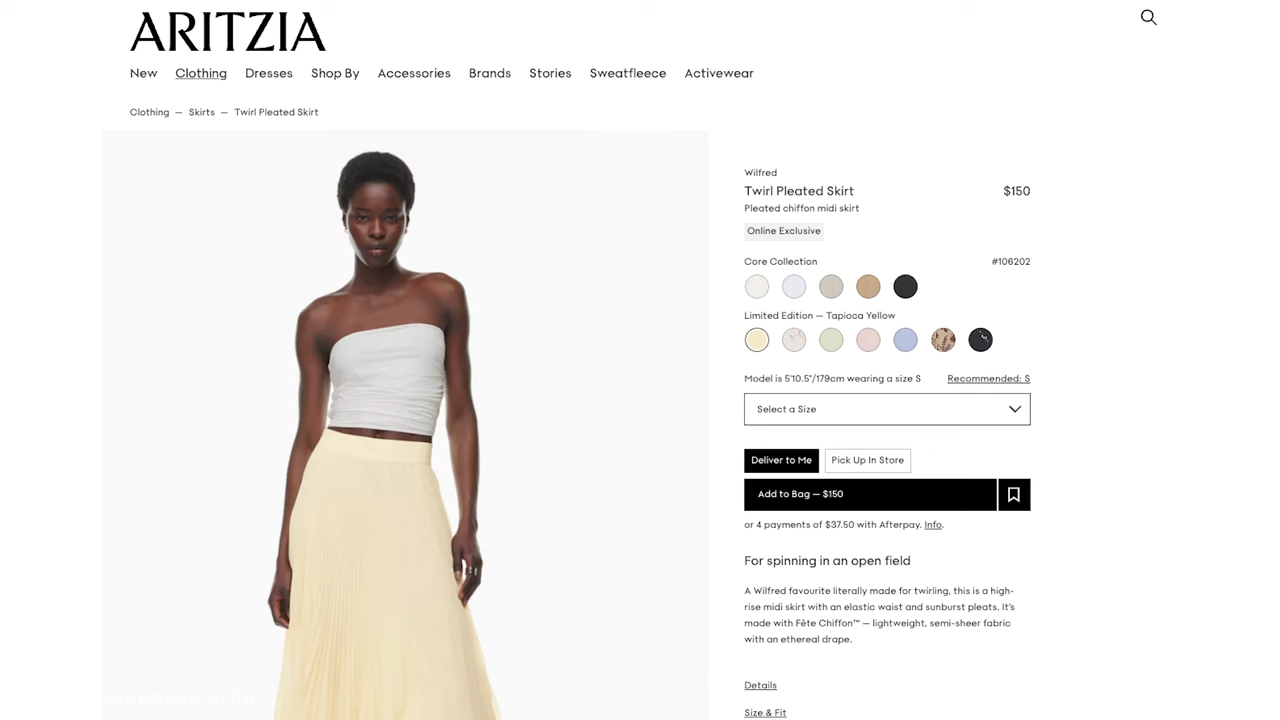 ARITZIA
New Clothing Dresses Shop By Accessories Brands Stories Sweatfleece Activewear
Clothing — Skirts — Twirl Pleated Skirt
Wilfred
Twirl Pleated Skirt $150
Pleated chiffon midi skirt
Online Exclusive
Core Collection #106202
Limited Edition — Tapioca Yellow
Model is 5'10.5"/179cm wearing a size S Recommended: S
Select a Size
Deliver to Me Pick Up In Store
Add to Bag — $150
or 4 payments of $37.50 with Afterpay. Info.
For spinning in an open field
A Wilfred favourite literally made for twirling, this is a high-
rise midi skirt with an elastic waist and sunburst pleats. It's
made with Fête Chiffon™ — lightweight, semi-sheer fabric
with an ethereal drape.
Details
Size & Fit